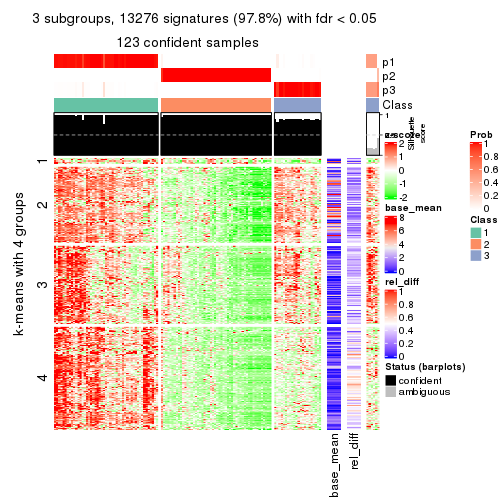 3 subgroups, 13276 signatures (97.8%) with fdr < 0.05
123 confident samples
p1
p2
p3
Class
1
Silhouette
score
k-means with 4 groups
1
2
3
4
base_mean
rel_diff
z-score
2
1
0
-1
-2
base_mean
8
6
4
2
0
rel_diff
1
0.8
0.6
0.4
0.2
0
Status (barplots)
confident
ambiguous
Prob
1
0.8
0.6
0.4
0.2
0
Class
1
2
3